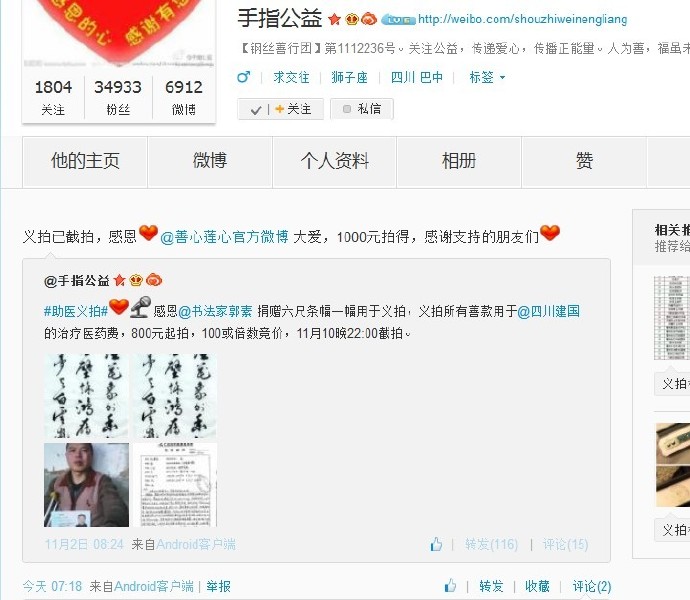 感恩的心
感谢有
手指公益
http://weibo.com/shouzhiweinengliang
【钢丝善行团】第1112236号。关注公益，传递爱心，传播正能量。人为善，福虽未
1804 34933 6912
关注 粉丝 微博
♂ | 求交往 | 狮子座 | 四川 巴中 | 标签
+关注 私信
他的主页 微博 个人资料 相册 赞
义拍已截拍，感恩 @善心莲心官方微博 大爱，1000元拍得，感谢支持的朋友们
@手指公益
#助医义拍# 感恩@书法家郭素 捐赠六尺条幅一幅用于义拍，义拍所有善款用于@四川建国
的治疗医药费，800元起拍，100或倍数竞价，11月10晚22:00截拍。
11月2日 08:24 来自Android客户端 | 转发(116) | 评论(15)
今天 07:18 来自Android客户端 | 举报 | 转发 | 收藏 | 评论(2)
相关推
推荐给
义拍
义拍